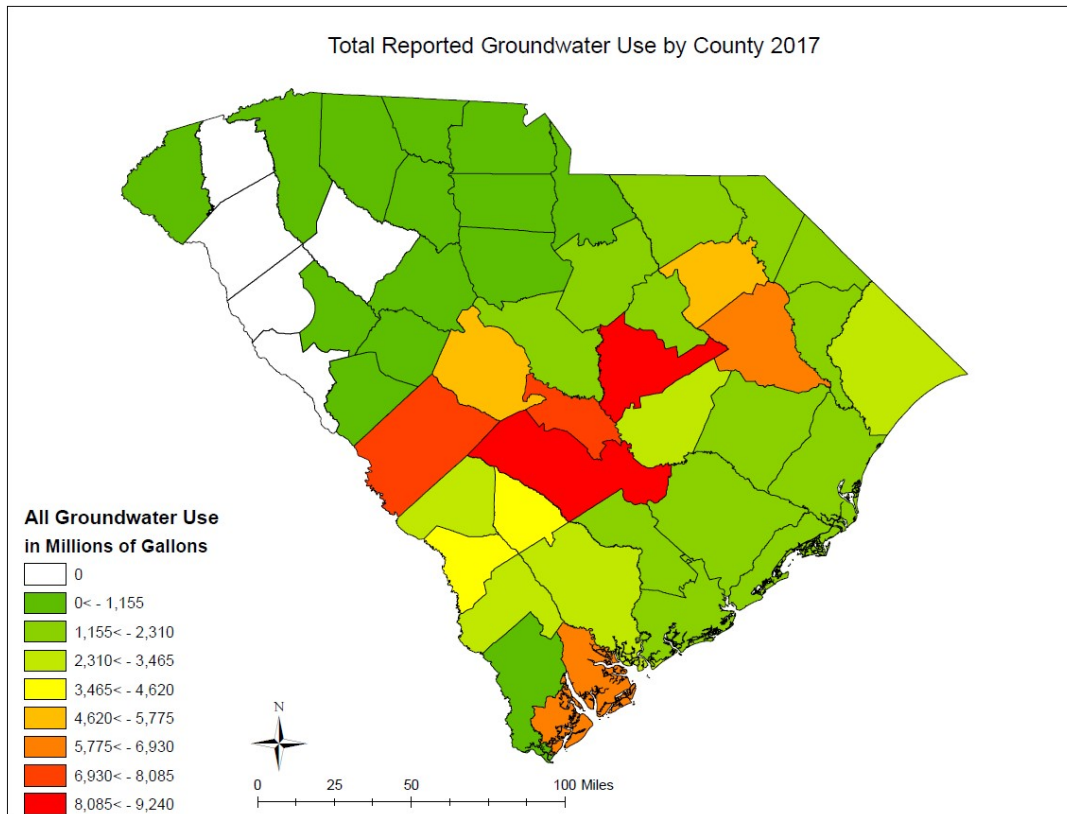 Total Reported Groundwater Use by County 2017
All Groundwater Use
in Millions of Gallons
0
0< - 1,155
1,155< - 2,310
2,310< - 3,465
3,465< - 4,620
4,620< - 5,775
5,775< - 6,930
6,930< - 8,085
8,085< - 9,240
N
0 25 50 100 Miles